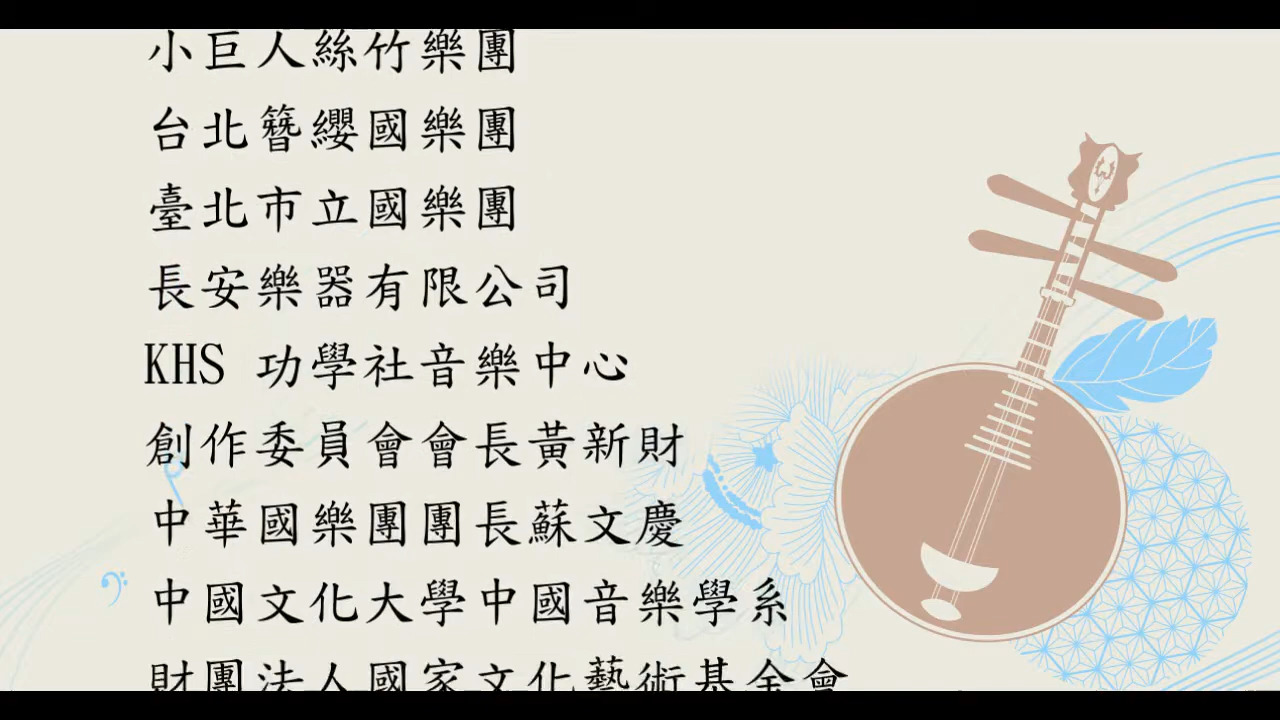 小巨人絲竹樂團
台北簪纓國樂團
臺北市立國樂團
長安樂器有限公司
KHS 功學社音樂中心
創作委員會會長黃新財
中華國樂團團長蘇文慶
中國文化大學中國音樂學系
財團法人國家文化藝術基金會